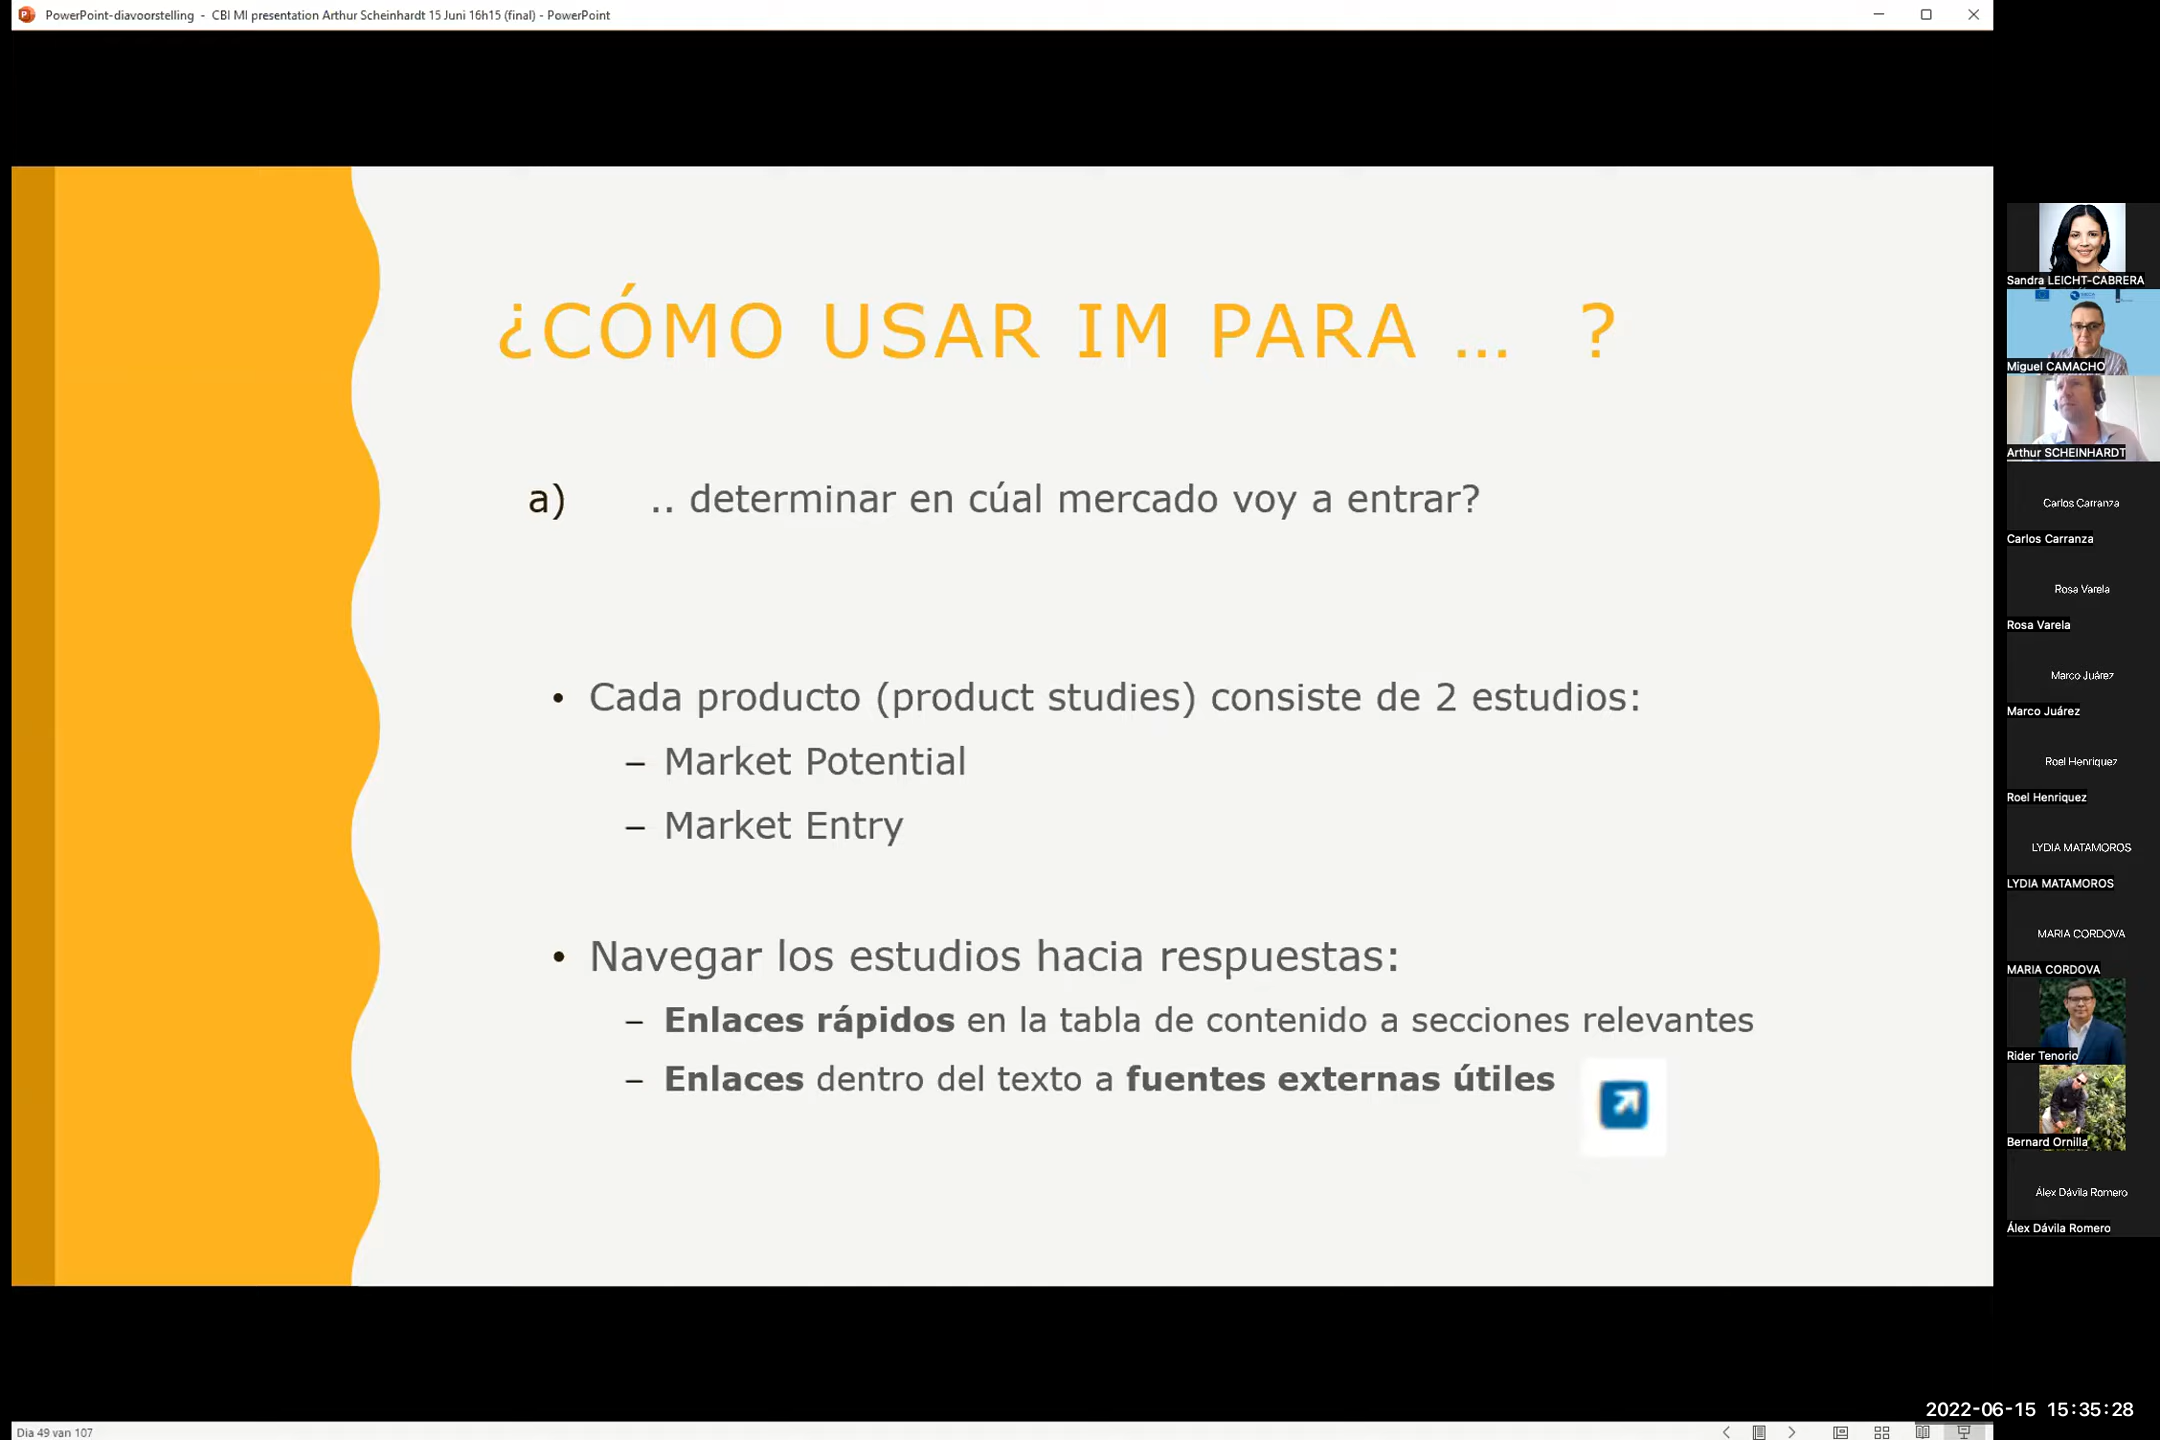 PowerPoint-diavoorstelling - CBI MI presentation Arthur Scheinhardt 15 Juni 16h15 (final) - PowerPoint
¿CÓMO USAR IM PARA ... ?
a) .. determinar en cúal mercado voy a entrar?
• Cada producto (product studies) consiste de 2 estudios:
– Market Potential
– Market Entry
• Navegar los estudios hacia respuestas:
– Enlaces rápidos en la tabla de contenido a secciones relevantes
– Enlaces dentro del texto a fuentes externas útiles
Sandra LEICHT-CABRERA
Miguel CAMACHO
Arthur SCHEINHARDT
Carlos Carranza
Carlos Carranza
Rosa Varela
Rosa Varela
Marco Juárez
Marco Juárez
Roel Henriquez
Roel Henriquez
LYDIA MATAMOROS
LYDIA MATAMOROS
MARIA CORDOVA
MARIA CORDOVA
Rider Tenorio
Bernard Ornilla
Álex Dávila Romero
Álex Dávila Romero
2022-06-15 15:35:28
Dia 49 van 107